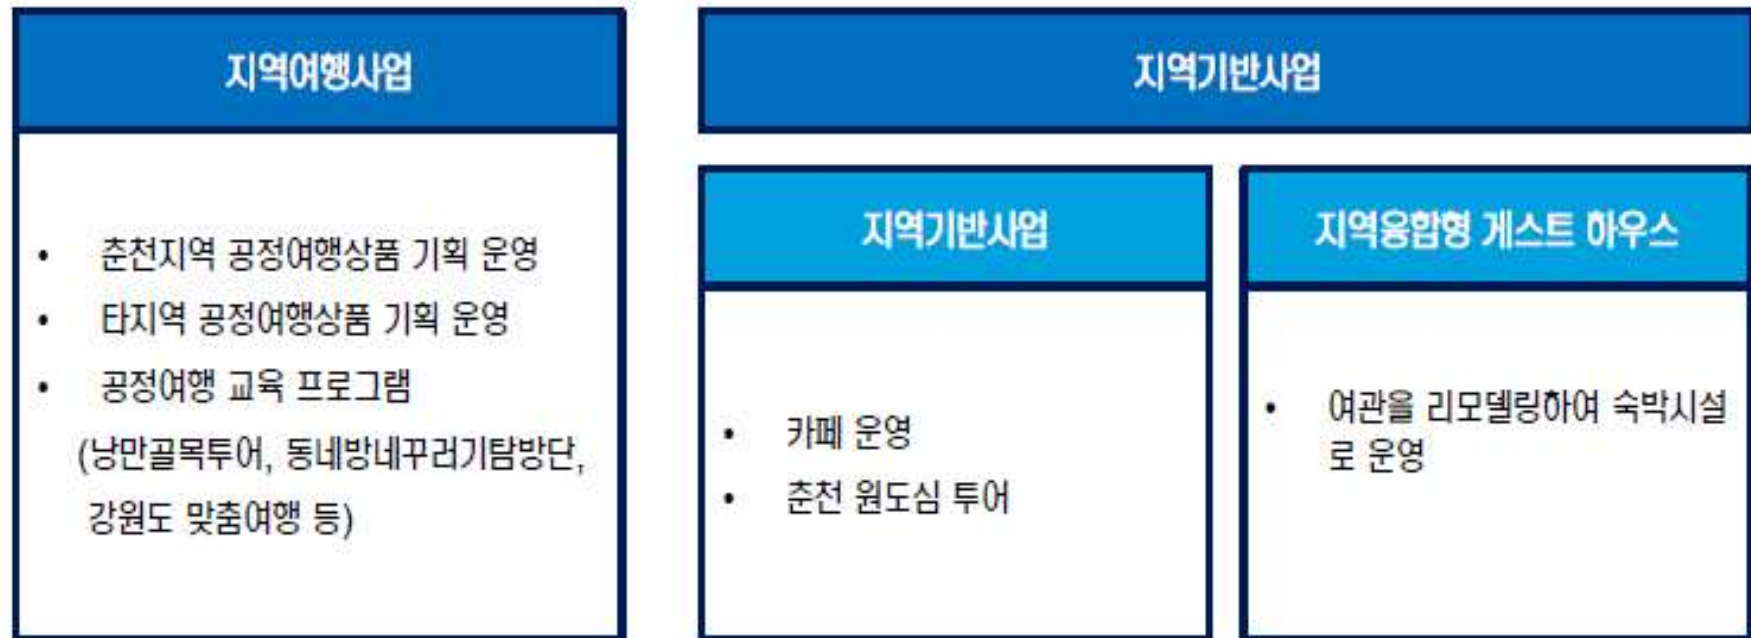 지역여행사업
• 춘천지역 공정여행상품 기획 운영
• 타지역 공정여행상품 기획 운영
• 공정여행 교육 프로그램
(낭만골목투어, 동네방네꾸러기탐방단,
강원도 맞춤여행 등)
지역기반사업
지역기반사업
• 카페 운영
• 춘천 원도심 투어
지역융합형 게스트 하우스
• 여관을 리모델링하여 숙박시설
로 운영